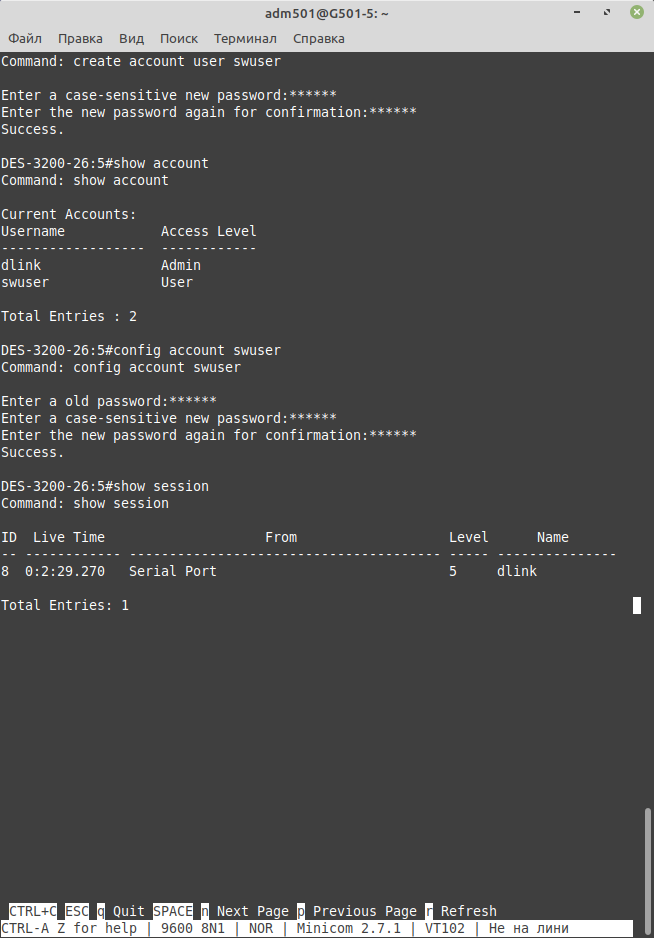 adm501@G501-5: ~
Файл Правка Вид Поиск Терминал Справка
Command: create account user swuser
Enter a case-sensitive new password:******
Enter the new password again for confirmation:******
Success.
DES-3200-26:5#show account
Command: show account
Current Accounts:
Username            Access Level
------------------  ------------
dlink               Admin
swuser              User
Total Entries : 2
DES-3200-26:5#config account swuser
Command: config account swuser
Enter a old password:******
Enter a case-sensitive new password:******
Enter the new password again for confirmation:******
Success.
DES-3200-26:5#show session
Command: show session
ID  Live Time                    From                   Level      Name
-- ------------ --------------------------------------- ----- ---------------
8  0:2:29.270   Serial Port                             5     dlink
Total Entries: 1
CTRL+C ESC q Quit SPACE n Next Page p Previous Page r Refresh
CTRL-A Z for help | 9600 8N1 | NOR | Minicom 2.7.1 | VT102 | Не на лини